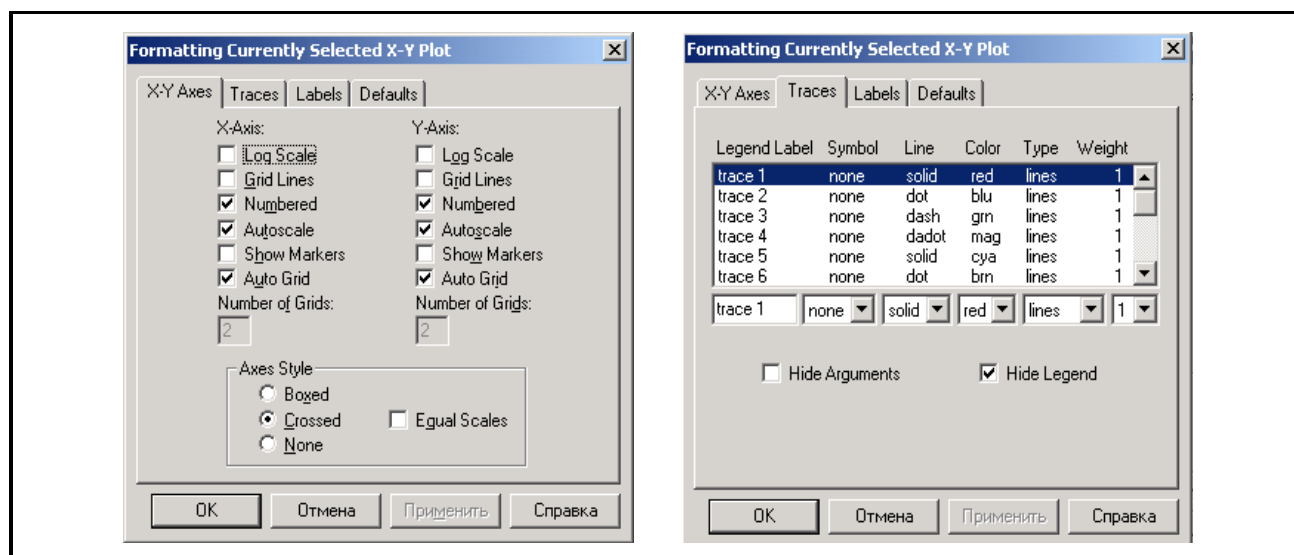 Formatting Currently Selected X-Y Plot
X-Y Axes Traces Labels Defaults
X-Axis: Y-Axis:
Log Scale Log Scale
Grid Lines Grid Lines
Numbered Numbered
Autoscale Autoscale
Show Markers Show Markers
Auto Grid Auto Grid
Number of Grids: Number of Grids:
2 2
Axes Style
Boxed
Crossed Equal Scales
None
OK Отмена Применить Справка
Formatting Currently Selected X-Y Plot
X-Y Axes Traces Labels Defaults
Legend Label Symbol Line Color Type Weight
trace 1 none solid red lines 1
trace 2 none dot blu lines 1
trace 3 none dash grn lines 1
trace 4 none dadot mag lines 1
trace 5 none solid cya lines 1
trace 6 none dot brn lines 1
trace 1 none solid red lines 1
Hide Arguments Hide Legend
OK Отмена Применить Справка